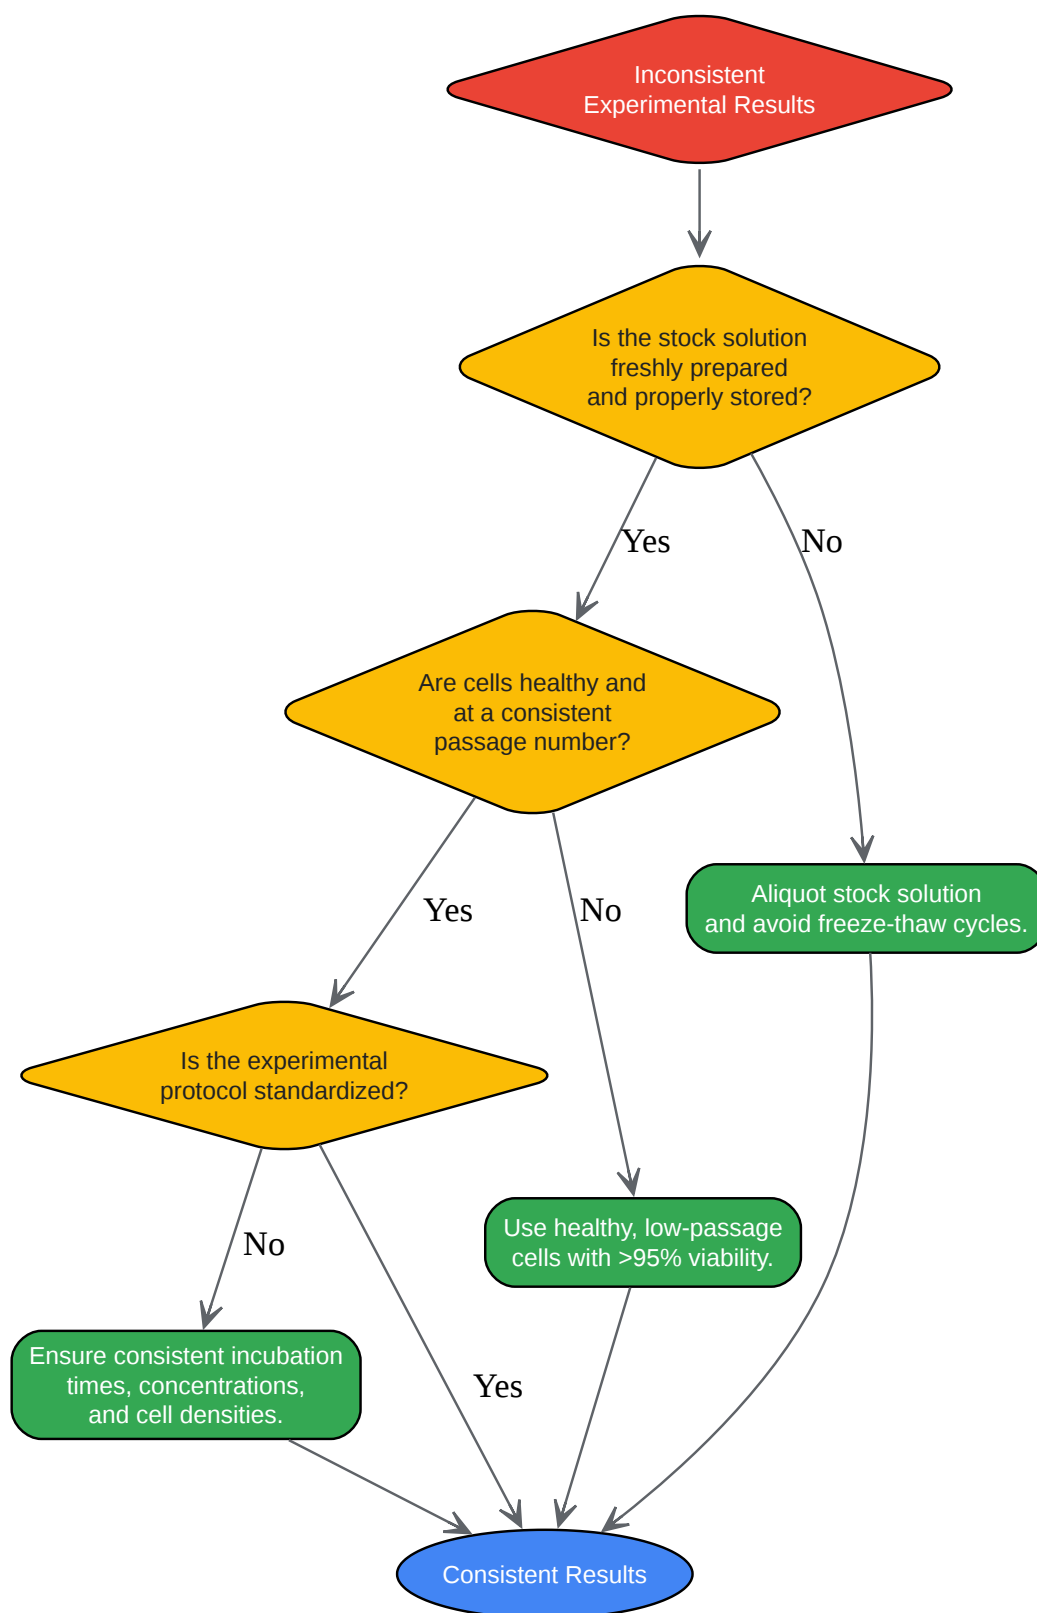 Inconsistent
Experimental Results
Is the stock solution
freshly prepared
and properly stored?
Yes
No
Are cells healthy and
at a consistent
passage number?
Yes
No
Aliquot stock solution
and avoid freeze-thaw cycles.
Is the experimental
protocol standardized?
No
Use healthy, low-passage
cells with >95% viability.
Ensure consistent incubation
times, concentrations,
and cell densities.
Yes
Consistent Results